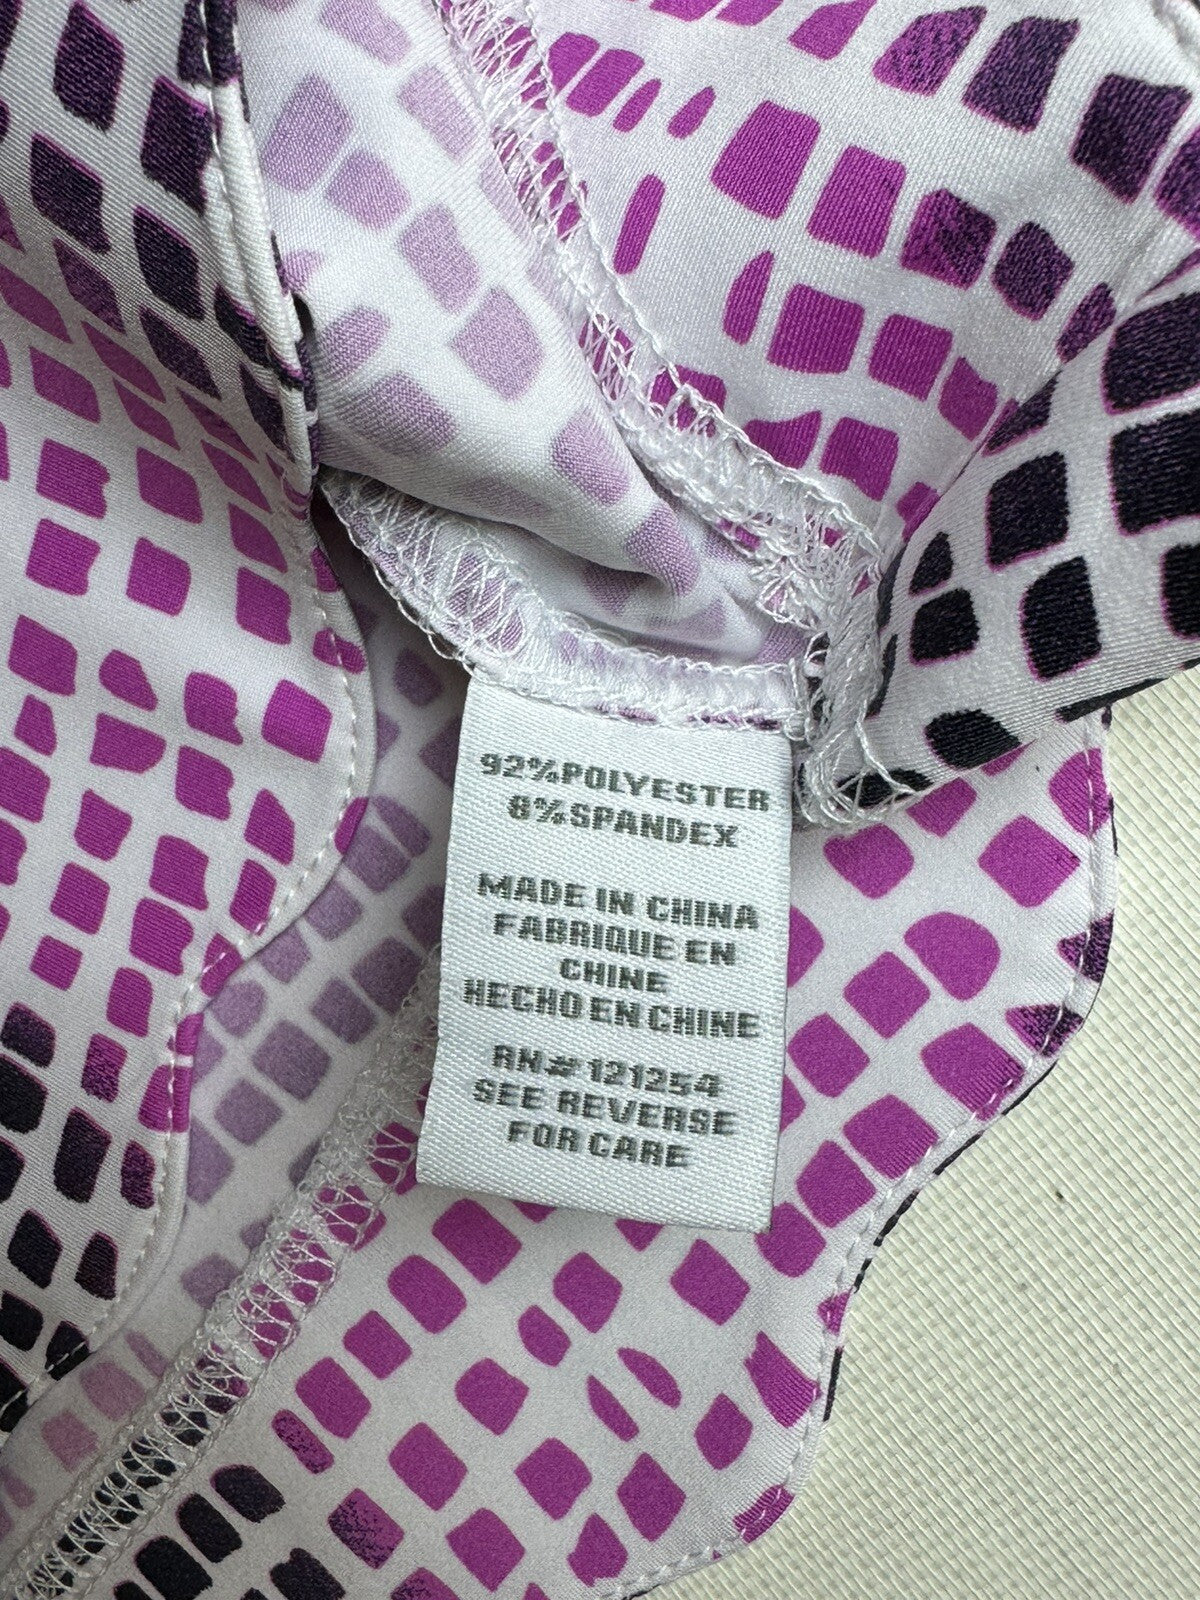 92%POLYESTER
8%SPANDEX
MADE IN CHINA
FABRIQUE EN
CHINE
HECHO EN CHINE
RN# 121254
SEE REVERSE
FOR CARE